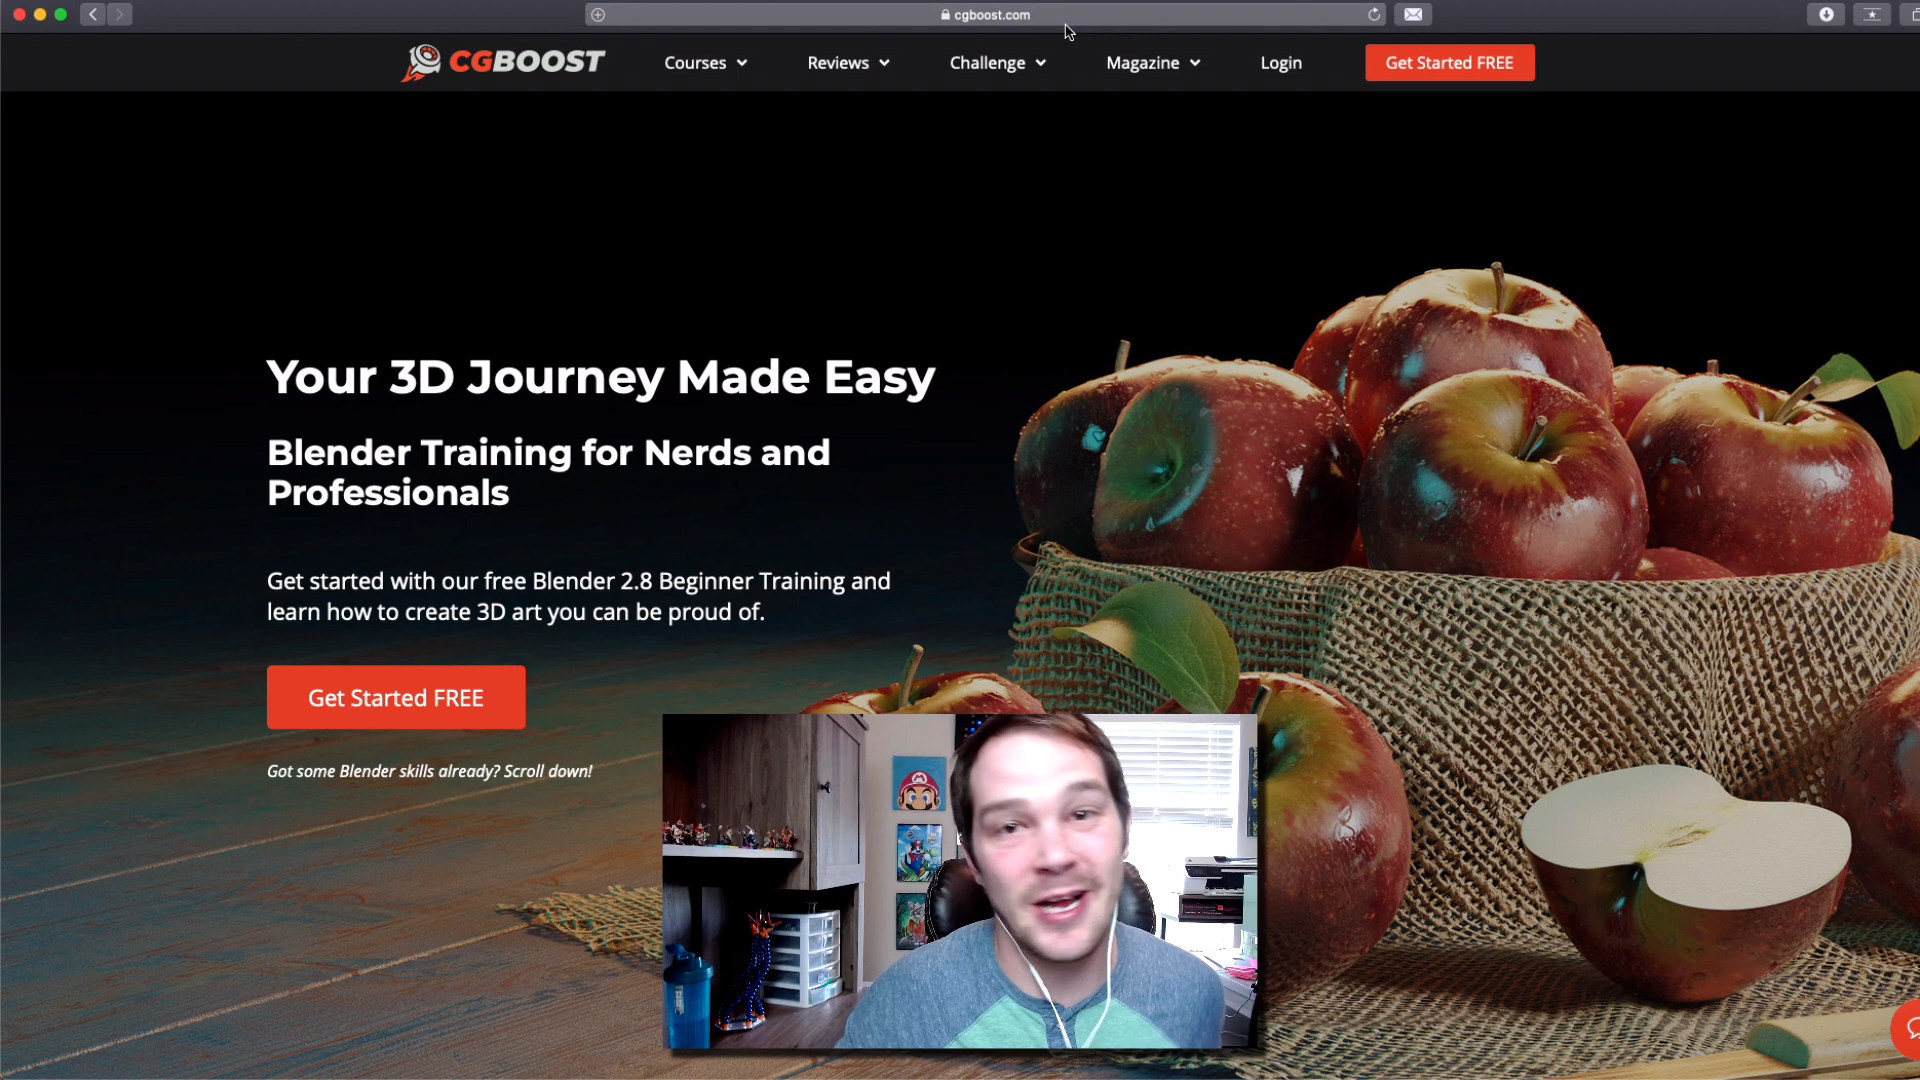 cgboost.com
CGBOOST
Courses
Reviews
Challenge
Magazine
Login
Get Started FREE
Your 3D Journey Made Easy
Blender Training for Nerds and
Professionals
Get started with our free Blender 2.8 Beginner Training and
learn how to create 3D art you can be proud of.
Get Started FREE
Got some Blender skills already? Scroll down!